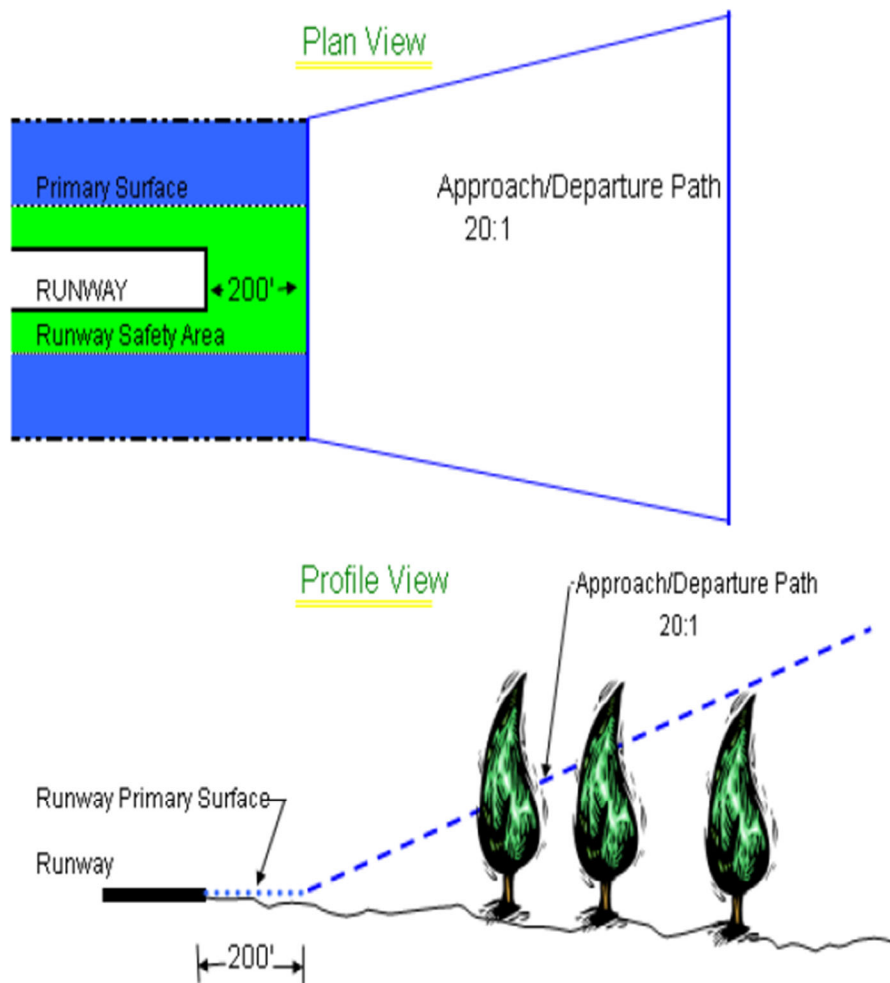 Plan View
Primary Surface
Approach/Departure Path
20:1
RUNWAY
200'
Runway Safety Area
Profile View
Approach/Departure Path
20:1
Runway Primary Surface
Runway
200'